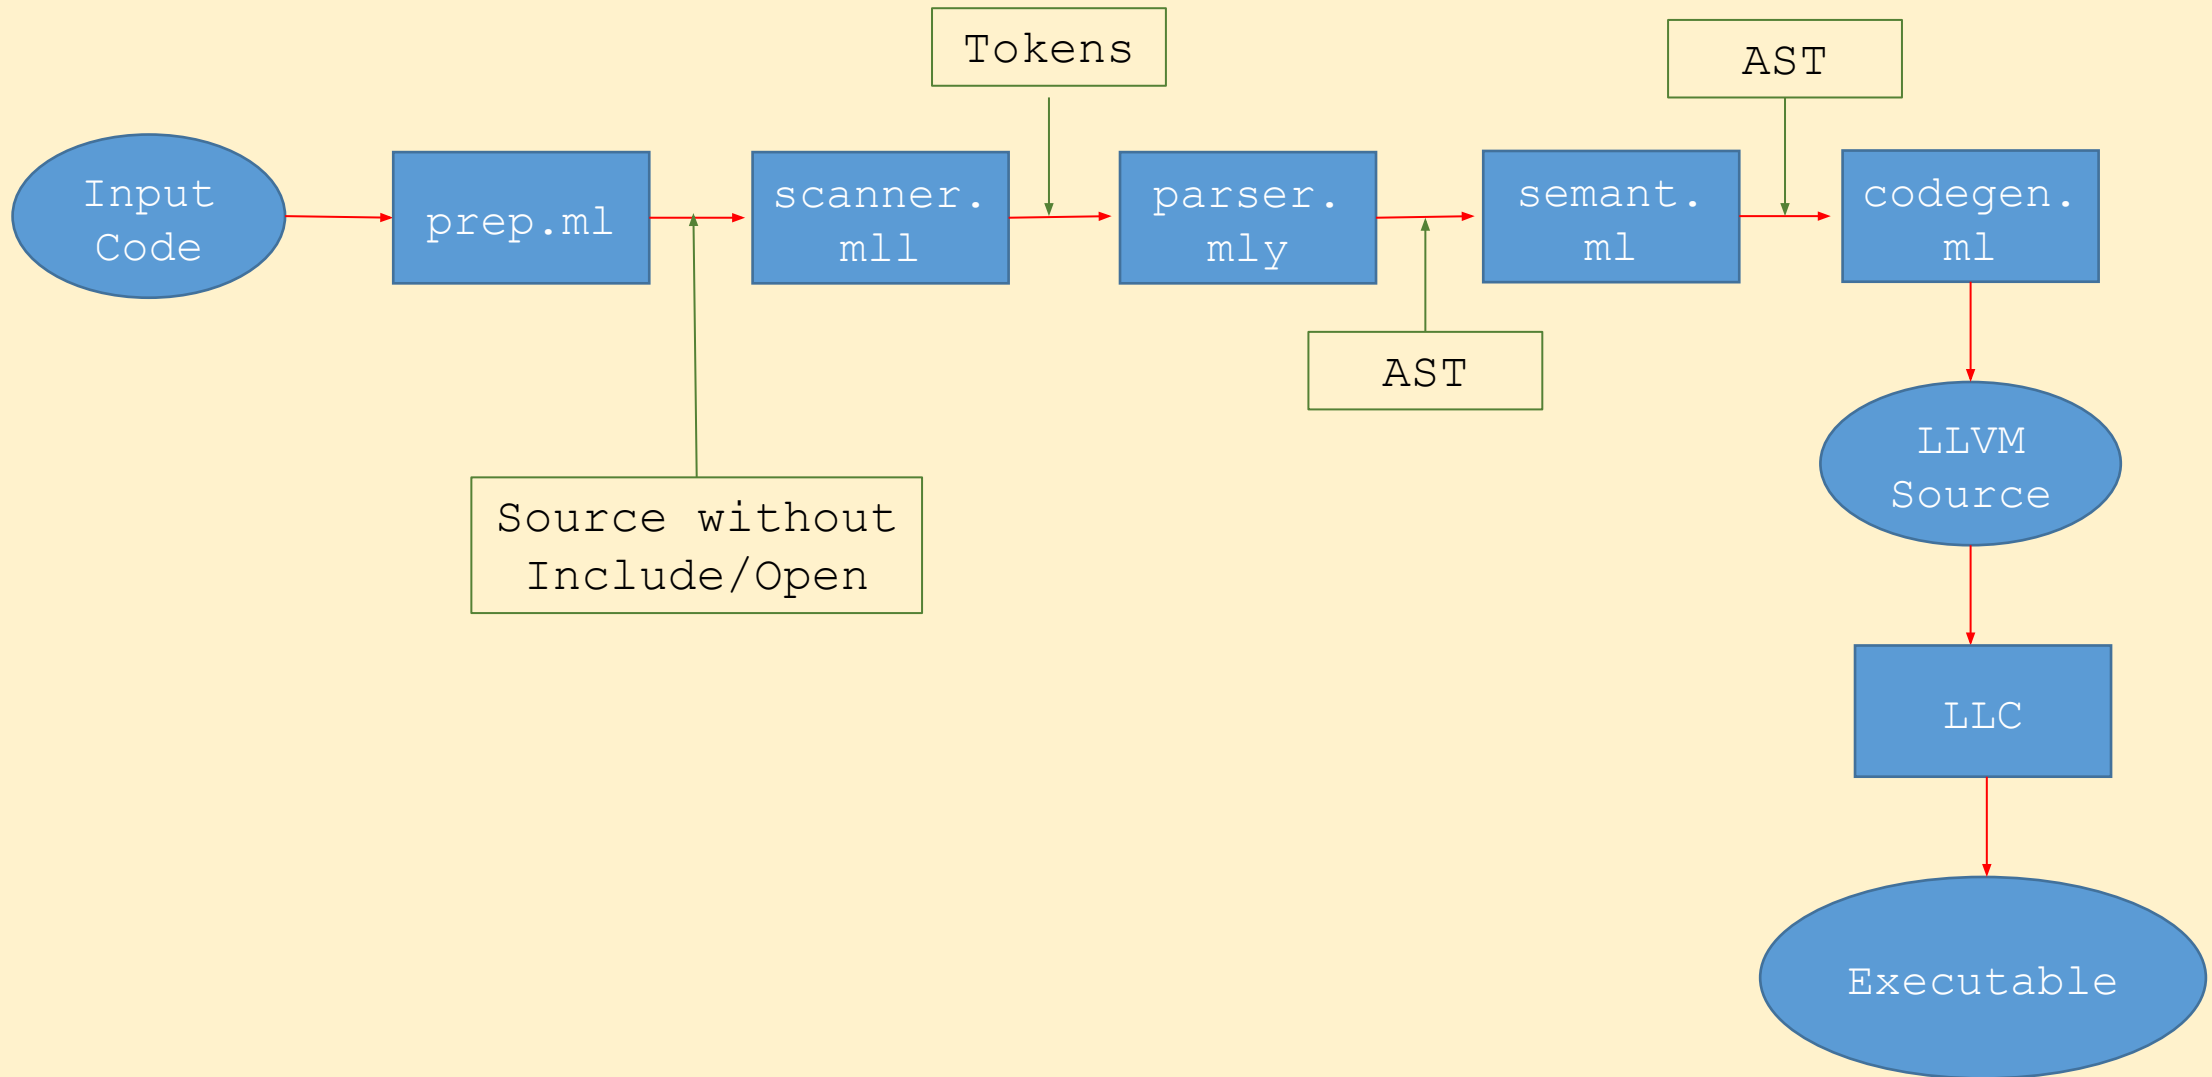 Tokens
AST
Input
Code
prep.ml
scanner.
mll
parser.
mly
semant.
ml
codegen.
ml
AST
Source without
Include/Open
LLVM
Source
LLC
Executable